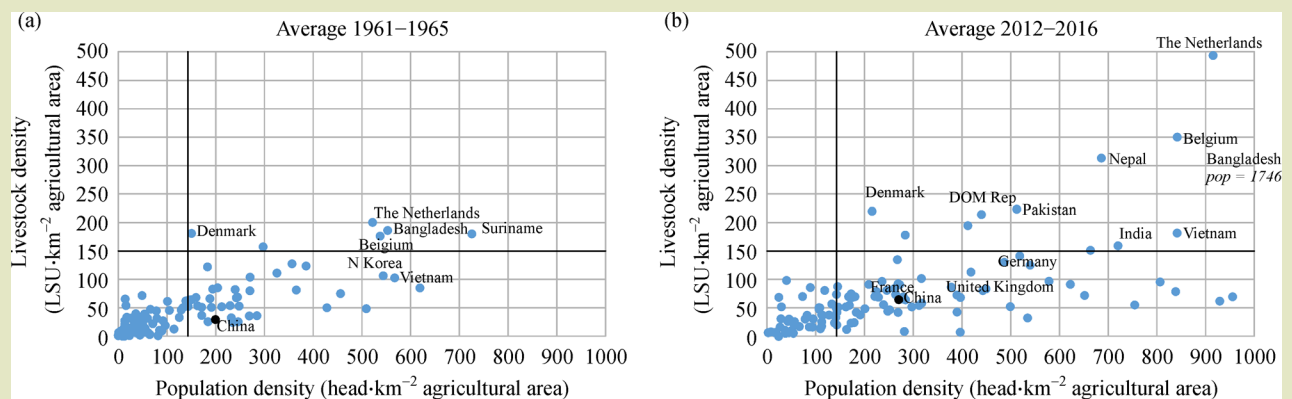 (a)
Average 1961−1965
Livestock density
(LSU·km−2 agricultural area)
500
450
400
350
300
250
200
150
100
50
0
The Netherlands
Denmark
Bangladesh
Suriname
Beigium
N Korea
Vietnam
China
0 100 200 300 400 500 600 700 800 900 1000
Population density (head·km−2 agricultural area)
(b)
Average 2012−2016
Livestock density
(LSU·km−2 agricultural area)
500
450
400
350
300
250
200
150
100
50
0
The Netherlands
Belgium
Nepal
Bangladesh
pop = 1746
Denmark
DOM Rep
Pakistan
India
Vietnam
Germany
France
United Kingdom
China
0 100 200 300 400 500 600 700 800 900 1000
Population density (head·km−2 agricultural area)